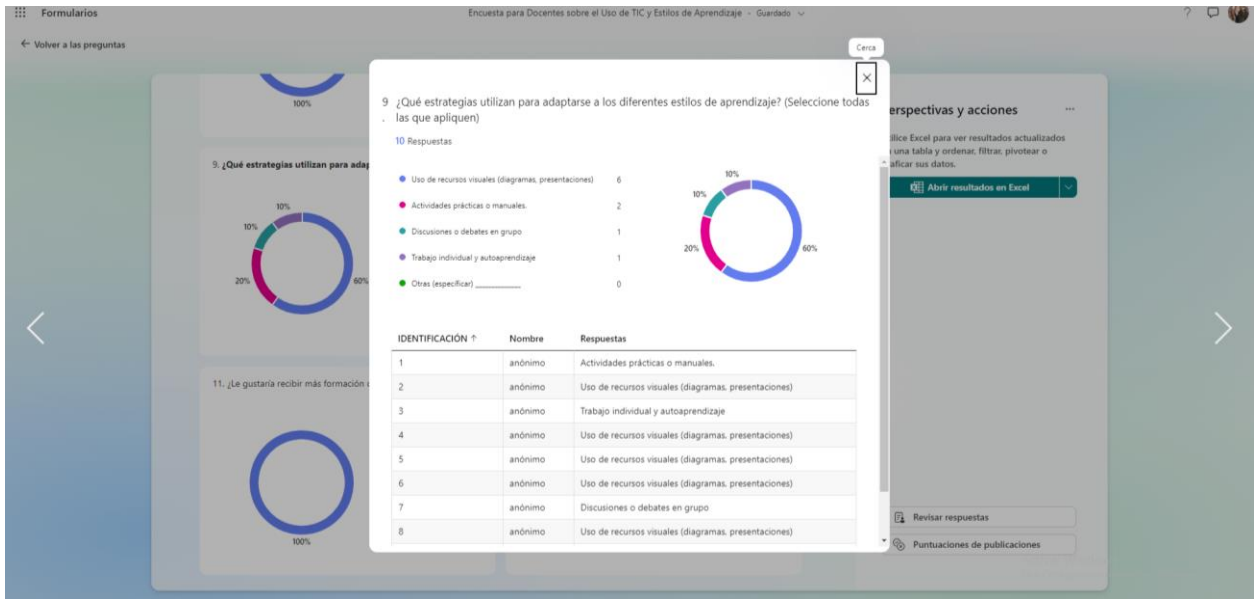 Formularios
Encuesta para Docentes sobre el Uso de TIC y Estilos de Aprendizaje - Guardado
?
Volver a las preguntas
Cerca
100%
9. ¿Qué estrategias utilizan para adap
10%
10%
20%
60%
11. ¿Le gustaría recibir más formación
100%
9 ¿Qué estrategias utilizan para adaptarse a los diferentes estilos de aprendizaje? (Seleccione todas
. las que apliquen)
10 Respuestas
Uso de recursos visuales (diagramas, presentaciones) 6
Actividades prácticas o manuales. 2
Discusiones o debates en grupo 1
Trabajo individual y autoaprendizaje 1
Otras (especificar) __________ 0
10%
10%
20%
60%
IDENTIFICACIÓN ↑ Nombre Respuestas
1 anónimo Actividades prácticas o manuales.
2 anónimo Uso de recursos visuales (diagramas, presentaciones)
3 anónimo Trabajo individual y autoaprendizaje
4 anónimo Uso de recursos visuales (diagramas, presentaciones)
5 anónimo Uso de recursos visuales (diagramas, presentaciones)
6 anónimo Uso de recursos visuales (diagramas, presentaciones)
7 anónimo Discusiones o debates en grupo
8 anónimo Uso de recursos visuales (diagramas, presentaciones)
erspectivas y acciones ...
ilice Excel para ver resultados actualizados
una tabla y ordenar, filtrar, pivotear o
aficar sus datos.
Abrir resultados en Excel
Revisar respuestas
Puntuaciones de publicaciones